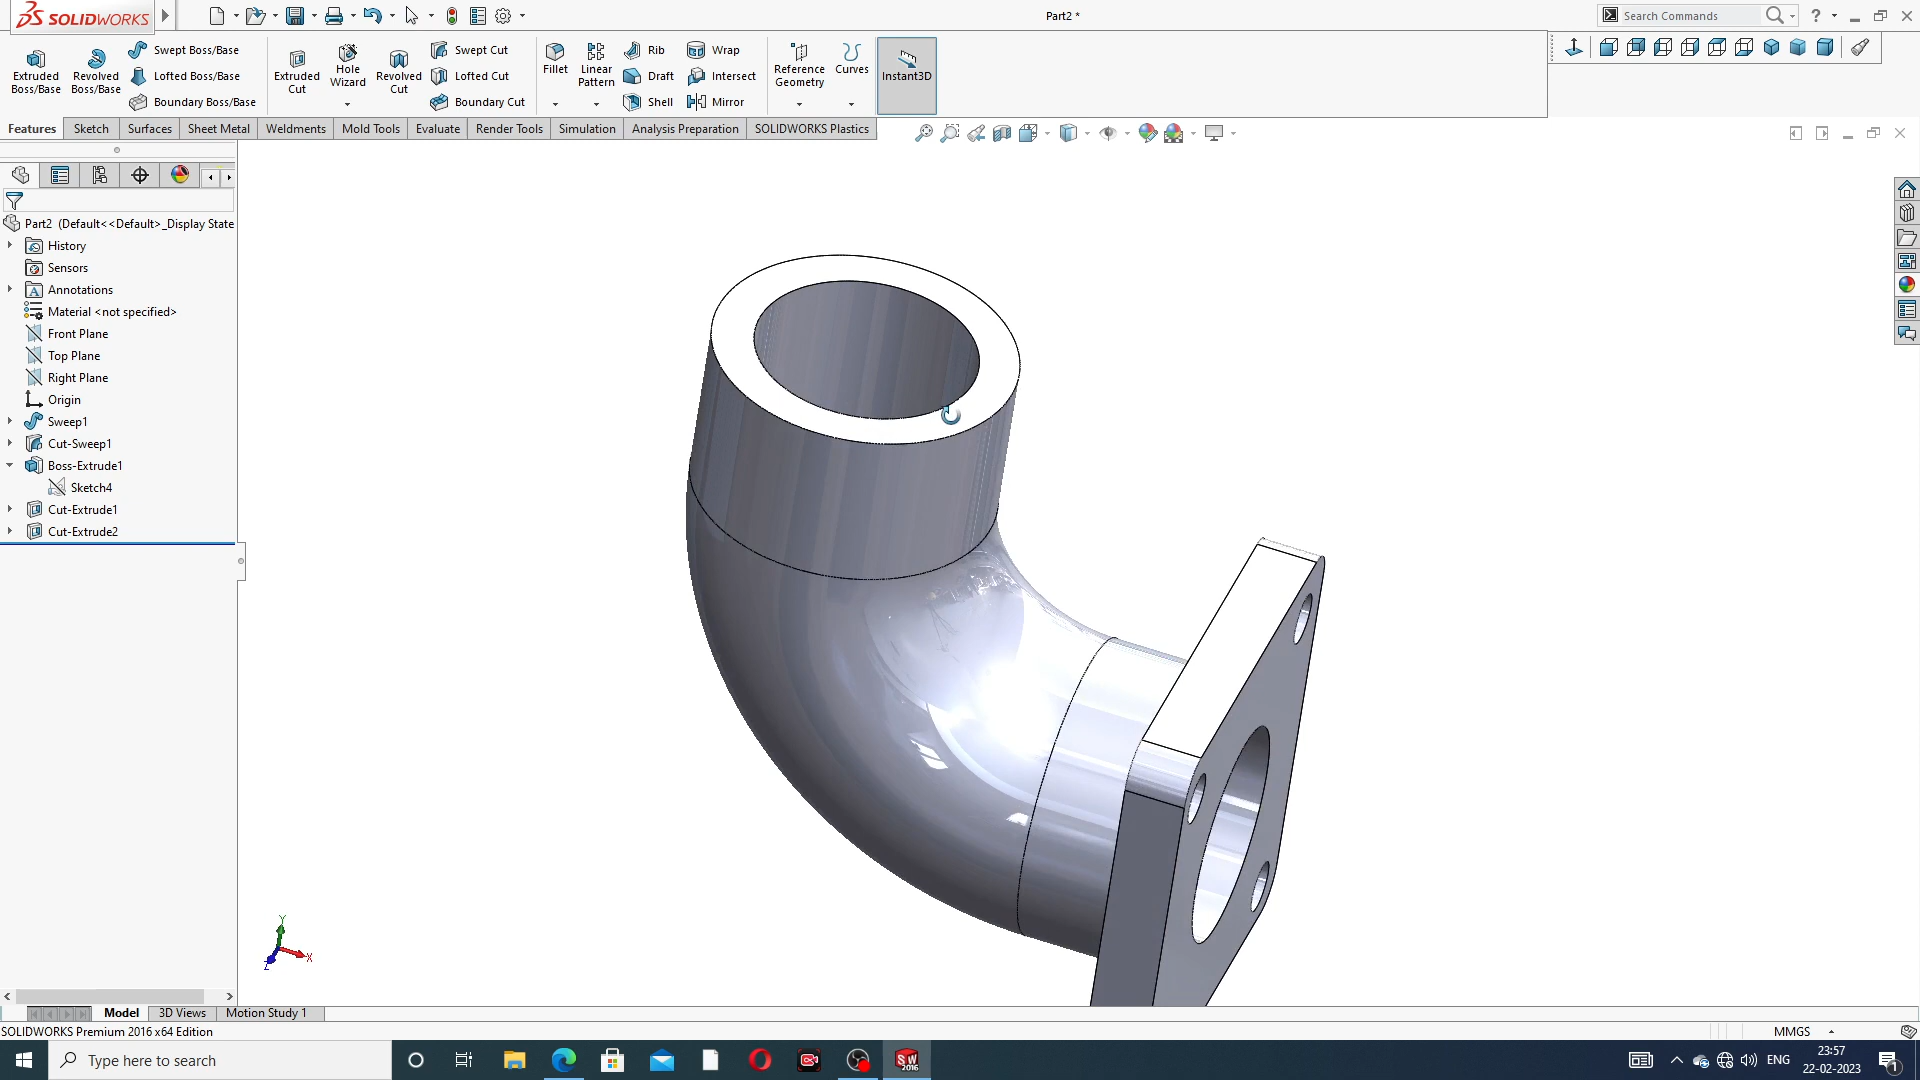 SOLIDWORKS
Part2 *
Search Commands
?
Extruded Boss/Base
Revolved Boss/Base
Swept Boss/Base
Lofted Boss/Base
Boundary Boss/Base
Extruded Cut
Hole Wizard
Revolved Cut
Swept Cut
Lofted Cut
Boundary Cut
Fillet
Linear Pattern
Rib
Draft
Shell
Wrap
Intersect
Mirror
Reference Geometry
Curves
Instant3D
Features
Sketch
Surfaces
Sheet Metal
Weldments
Mold Tools
Evaluate
Render Tools
Simulation
Analysis Preparation
SOLIDWORKS Plastics
Part2 (Default<<Default>_Display State
History
Sensors
Annotations
Material <not specified>
Front Plane
Top Plane
Right Plane
Origin
Sweep1
Cut-Sweep1
Boss-Extrude1
Sketch4
Cut-Extrude1
Cut-Extrude2
Y
X
Z
Model
3D Views
Motion Study 1
SOLIDWORKS Premium 2016 x64 Edition
MMGS
Type here to search
SW
2016
ENG
23:57
22-02-2023
1